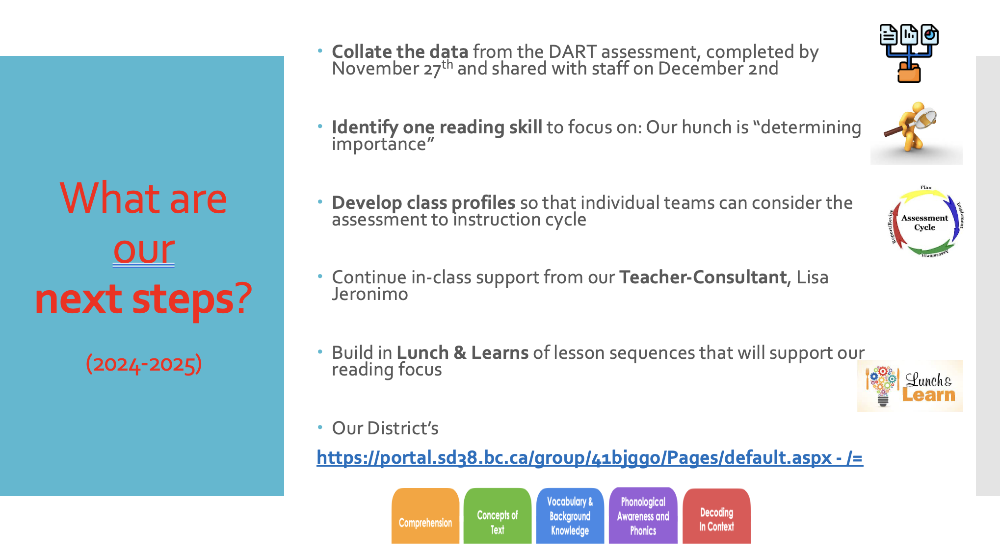 What are
our
next steps?
(2024-2025)
• Collate the data from the DART assessment, completed by
November 27th and shared with staff on December 2nd
• Identify one reading skill to focus on: Our hunch is “determining
importance”
• Develop class profiles so that individual teams can consider the
assessment to instruction cycle
Plan
Implement
Assessment
Report/Revise
Assessment
Cycle
• Continue in-class support from our Teacher-Consultant, Lisa
Jeronimo
• Build in Lunch & Learns of lesson sequences that will support our
reading focus
Lunch &
Learn
• Our District’s
https://portal.sd38.bc.ca/group/41bjggo/Pages/default.aspx - /=
Comprehension
Concepts of
Text
Vocabulary &
Background
Knowledge
Phonological
Awareness and
Phonics
Decoding
In Context